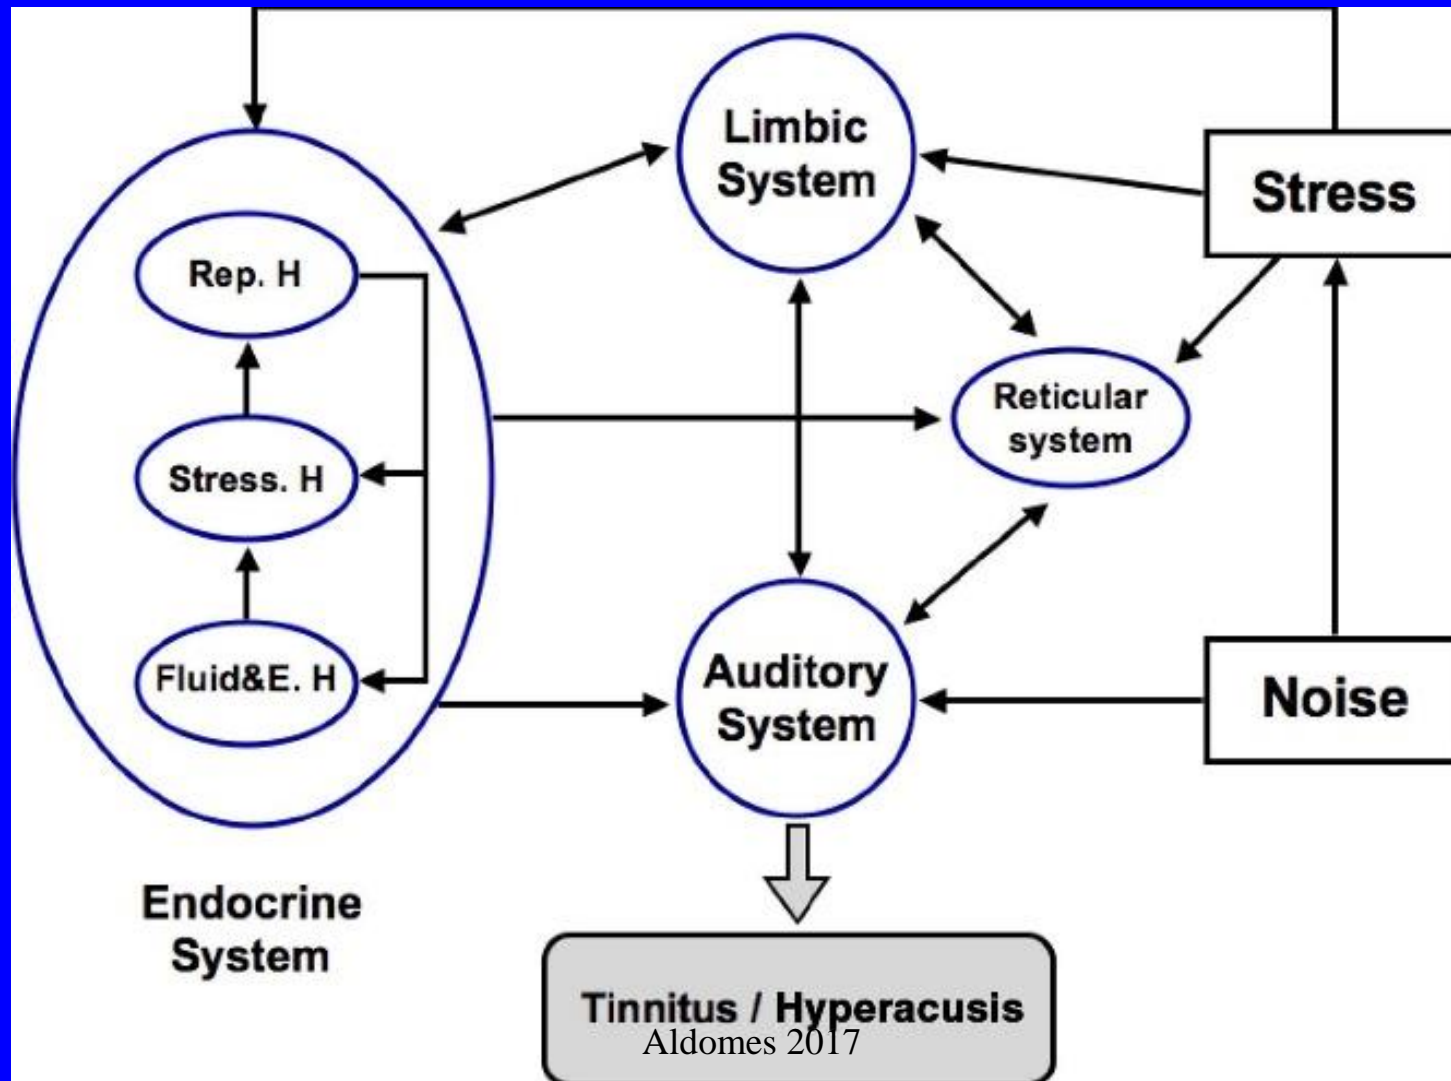 Limbic
System
Stress
Rep. H
Reticular
system
Stress. H
Fluid&E. H
Auditory
System
Noise
Endocrine
System
Tinnitus / Hyperacusis
Aldomes 2017